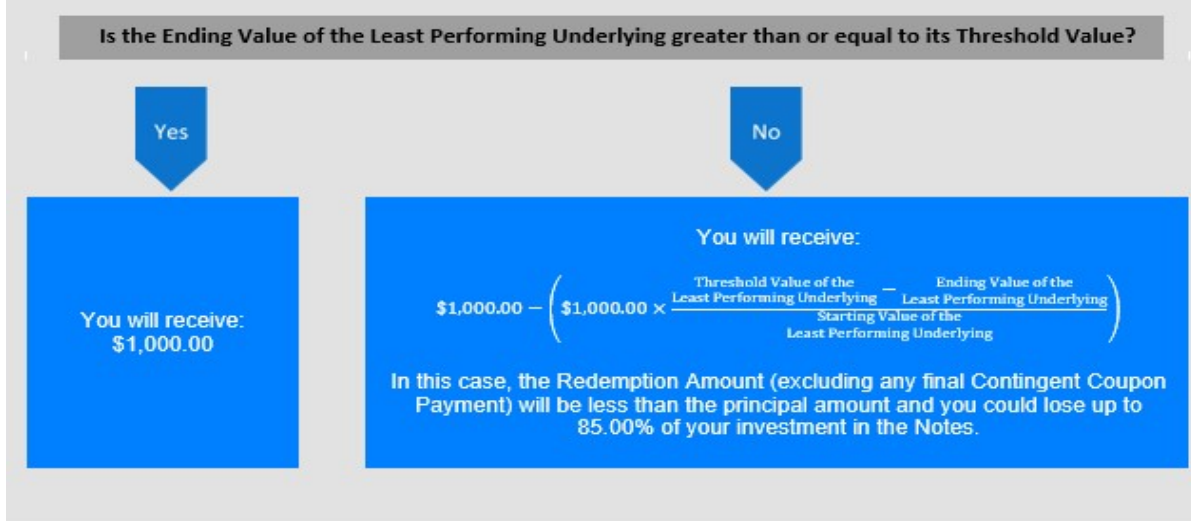 Is the Ending Value of the Least Performing Underlying greater than or equal to its Threshold Value?
Yes
No
You will receive:
$1,000.00
You will receive:
$1,000.00 − ($1,000.00 × (Threshold Value of the Least Performing Underlying − Ending Value of the Least Performing Underlying) / Starting Value of the Least Performing Underlying)
In this case, the Redemption Amount (excluding any final Contingent Coupon
Payment) will be less than the principal amount and you could lose up to
85.00% of your investment in the Notes.